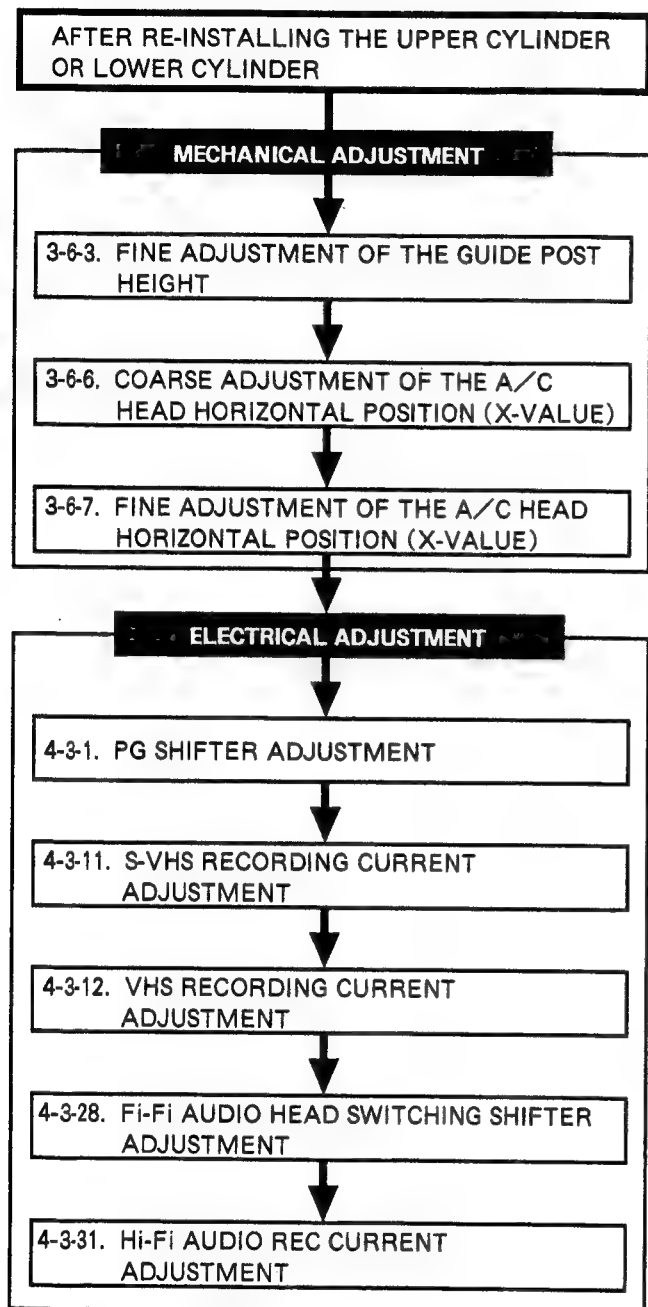 AFTER RE-INSTALLING THE UPPER CYLINDER
OR LOWER CYLINDER
MECHANICAL ADJUSTMENT
3-6-3. FINE ADJUSTMENT OF THE GUIDE POST
HEIGHT
3-6-6. COARSE ADJUSTMENT OF THE A/C
HEAD HORIZONTAL POSITION (X-VALUE)
3-6-7. FINE ADJUSTMENT OF THE A/C HEAD
HORIZONTAL POSITION (X-VALUE)
ELECTRICAL ADJUSTMENT
4-3-1. PG SHIFTER ADJUSTMENT
4-3-11. S-VHS RECORDING CURRENT
ADJUSTMENT
4-3-12. VHS RECORDING CURRENT
ADJUSTMENT
4-3-28. Fi-Fi AUDIO HEAD SWITCHING SHIFTER
ADJUSTMENT
4-3-31. Hi-Fi AUDIO REC CURRENT
ADJUSTMENT